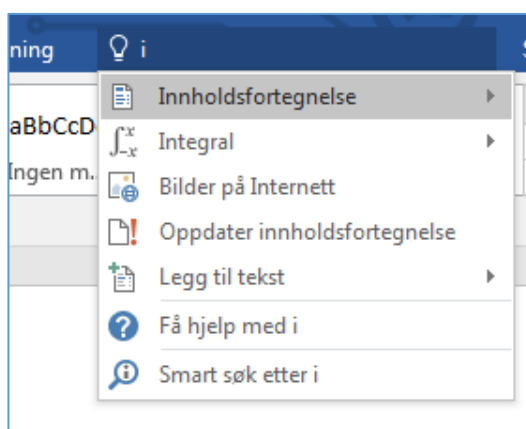 ning i S
Innholdsfortegnelse
aBbCcD
Integral
Ingen m..
Bilder på Internett
Oppdater innholdsfortegnelse
Legg til tekst
Få hjelp med i
Smart søk etter i